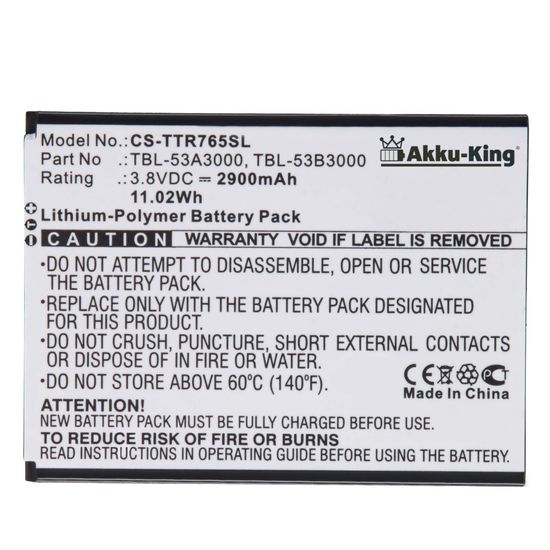 Model No. :CS-TTR765SL
Part No : TBL-53A3000, TBL-53B3000
Rating : 3.8VDC ⎓ 2900mAh
11.02Wh
Akku-King
Lithium-Polymer Battery Pack
CAUTION WARRANTY VOID IF LABEL IS REMOVED
•DO NOT ATTEMPT TO DISASSEMBLE, OPEN OR SERVICE
THE BATTERY PACK.
•REPLACE ONLY WITH THE BATTERY PACK DESIGNATED
FOR THIS EQUIPMENT
•DO NOT CRUSH, PUNCTURE, SHORT EXTERNAL CONTACTS
OR DISPOSE OF IN FIRE OR WATER.
•DO NOT STORE ABOVE 60°C (140°F)
CE
Made In China
ATTENTION!
NEW BATTERY PACK MUST BE FULLY CHARGED BEFORE USE.
TO REDUCE RISK OF FIRE OR BURNS
READ INSTRUCTIONS IN OPERATING GUIDE BEFORE USING BATTERY